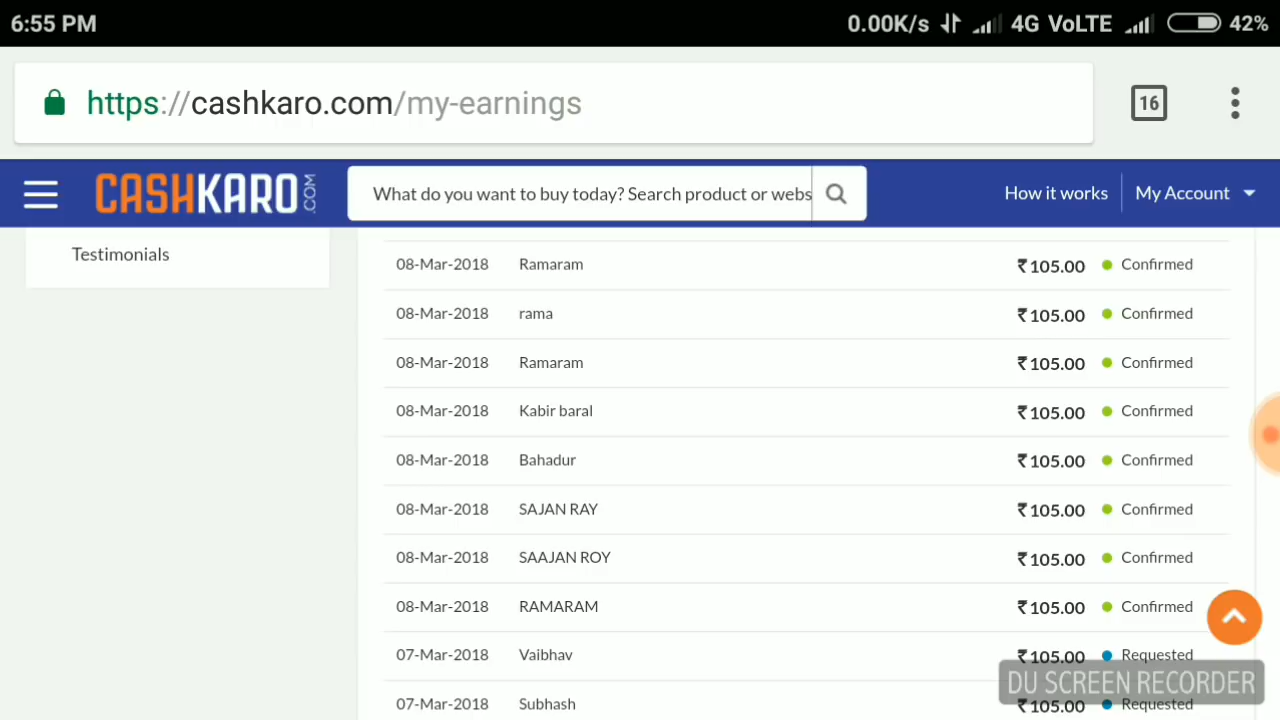 6:55 PM 0.00K/s 4G VoLTE 42%
https://cashkaro.com/my-earnings 16
CASHKARO.COM What do you want to buy today? Search product or webs How it works My Account
Testimonials
08-Mar-2018 Ramaram ₹105.00 Confirmed
08-Mar-2018 rama ₹105.00 Confirmed
08-Mar-2018 Ramaram ₹105.00 Confirmed
08-Mar-2018 Kabir baral ₹105.00 Confirmed
08-Mar-2018 Bahadur ₹105.00 Confirmed
08-Mar-2018 SAJAN RAY ₹105.00 Confirmed
08-Mar-2018 SAAJAN ROY ₹105.00 Confirmed
08-Mar-2018 RAMARAM ₹105.00 Confirmed
07-Mar-2018 Vaibhav ₹105.00 Requested
07-Mar-2018 Subhash ₹105.00 Requested
DU SCREEN RECORDER